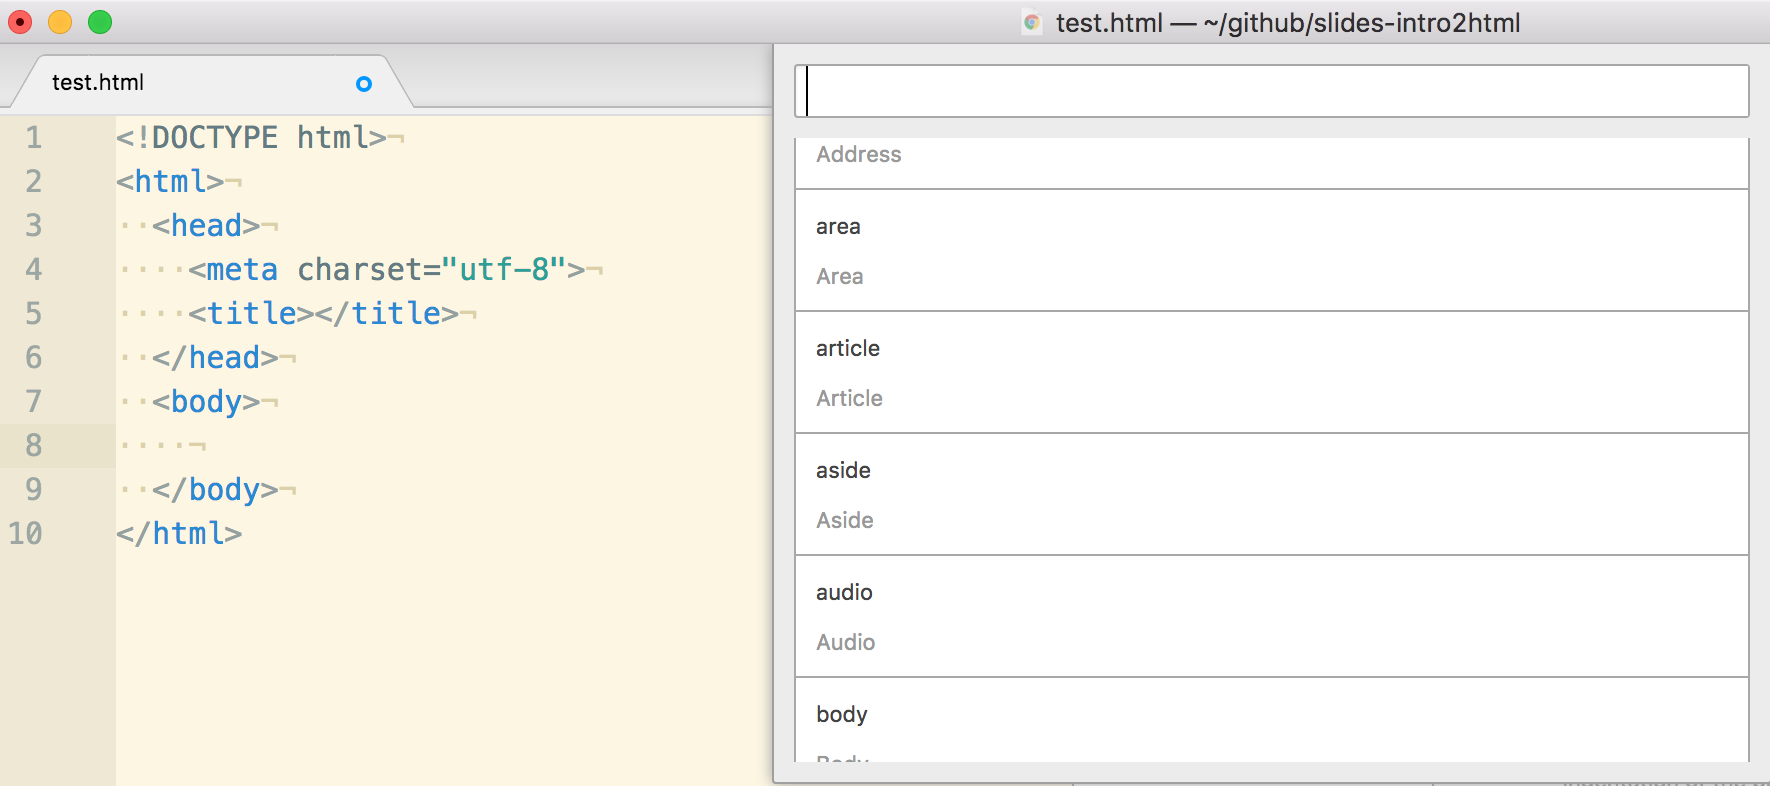 test.html — ~/github/slides-intro2html
test.html
1 <!DOCTYPE html>¬
2 <html>¬
3 ··<head>¬
4 ····<meta charset="utf-8">¬
5 ····<title></title>¬
6 ··</head>¬
7 ··<body>¬
8 ····¬
9 ··</body>¬
10 </html>
Address
area
Area
article
Article
aside
Aside
audio
Audio
body
Body